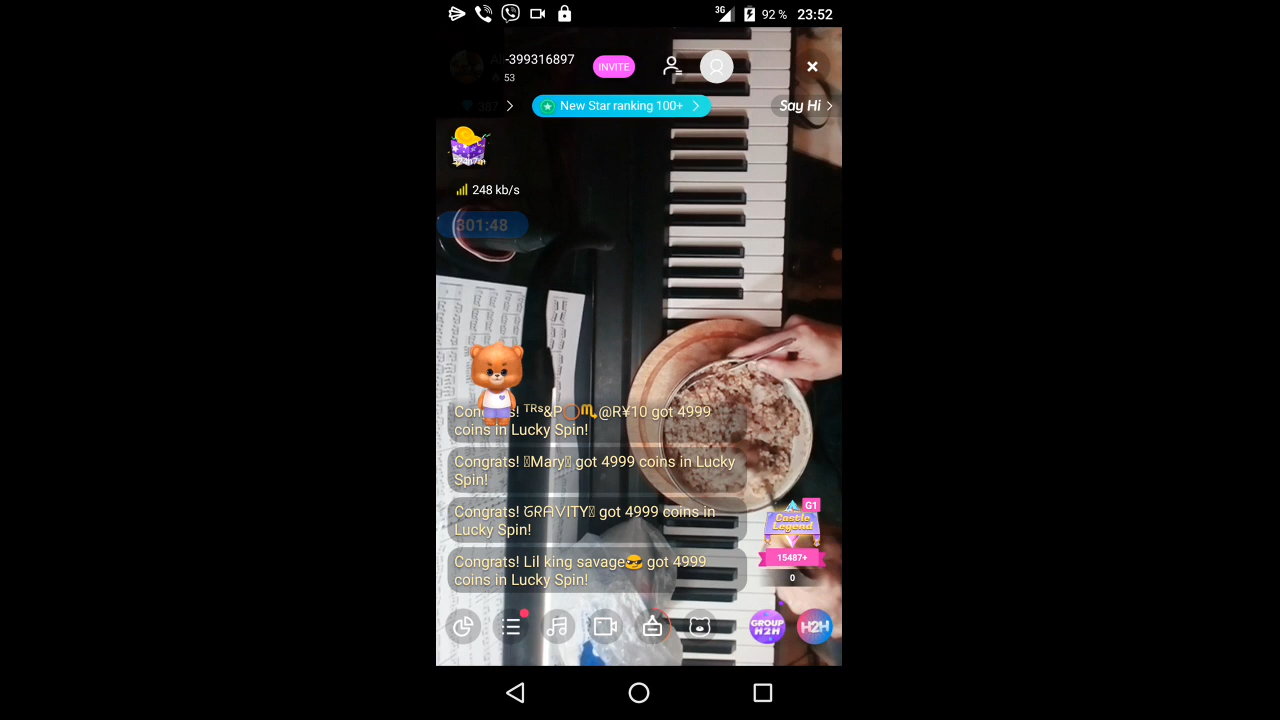 3G
92 %
23:52
-399316897
53
INVITE
387
New Star ranking 100+
Say Hi
248 kb/s
301:48
&P @R¥10 got 4999
coins in Lucky Spin!
Congrats! Mary got 4999 coins in Lucky
Spin!
Congrats! GRAVITY got 4999 coins in
Lucky Spin!
Congrats! Lil king savage🍔 got 4999
coins in Lucky Spin!
G1
Castle
Legend
15487+
0
GROUP
H2H
H2H